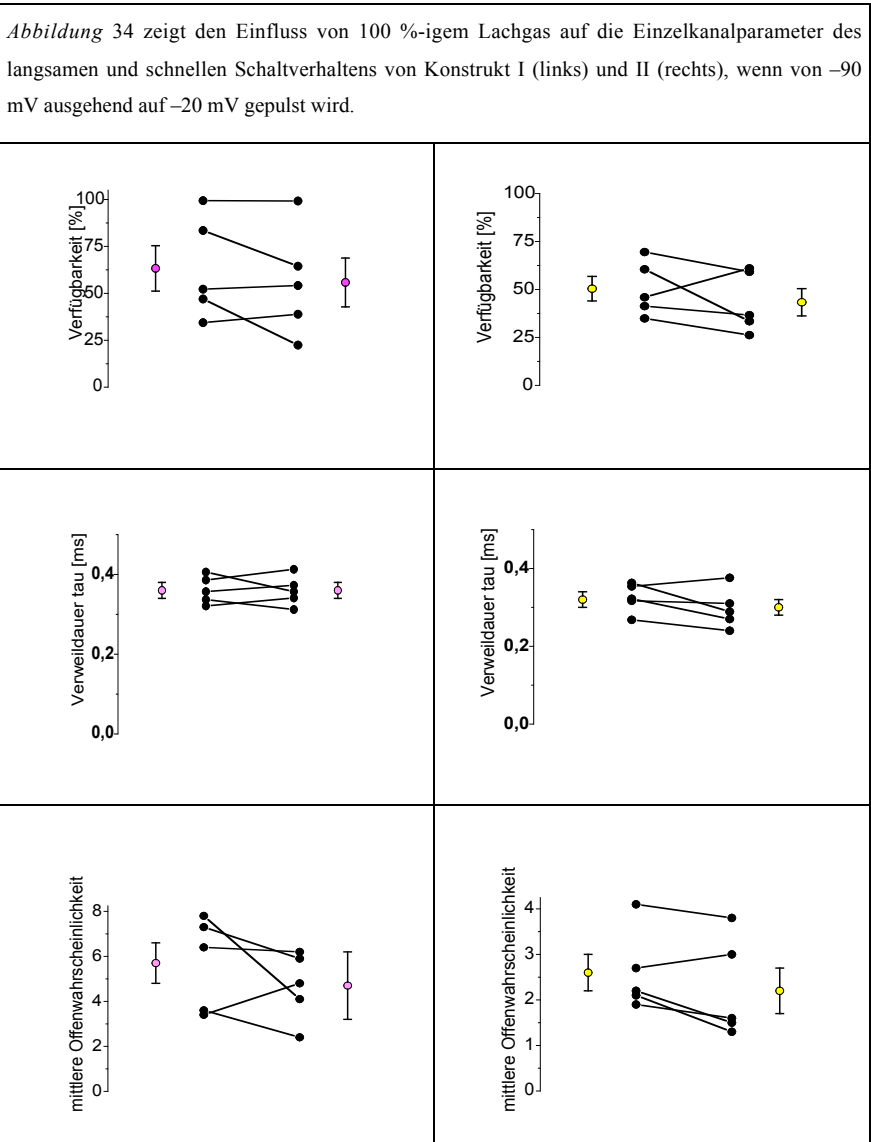 Abbildung 34 zeigt den Einfluss von 100 %-igem Lachgas auf die Einzelkanalparameter des
langsamen und schnellen Schaltverhaltens von Konstrukt I (links) und II (rechts), wenn von –90
mV ausgehend auf –20 mV gepulst wird.
Verfügbarkeit [%]
100
75
50
25
0
Verfügbarkeit [%]
100
75
50
25
0
Verweildauer tau [ms]
0,4
0,2
0,0
Verweildauer tau [ms]
0,4
0,2
0,0
mittlere Offenwahrscheinlichkeit
8
6
4
2
0
mittlere Offenwahrscheinlichkeit
4
3
2
1
0